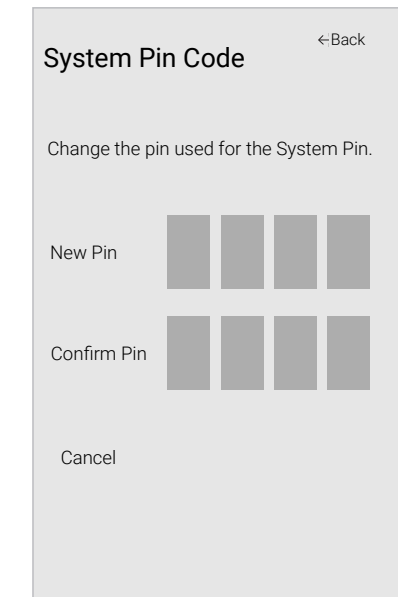 ←Back
System Pin Code
Change the pin used for the System Pin.
New Pin
Confirm Pin
Cancel